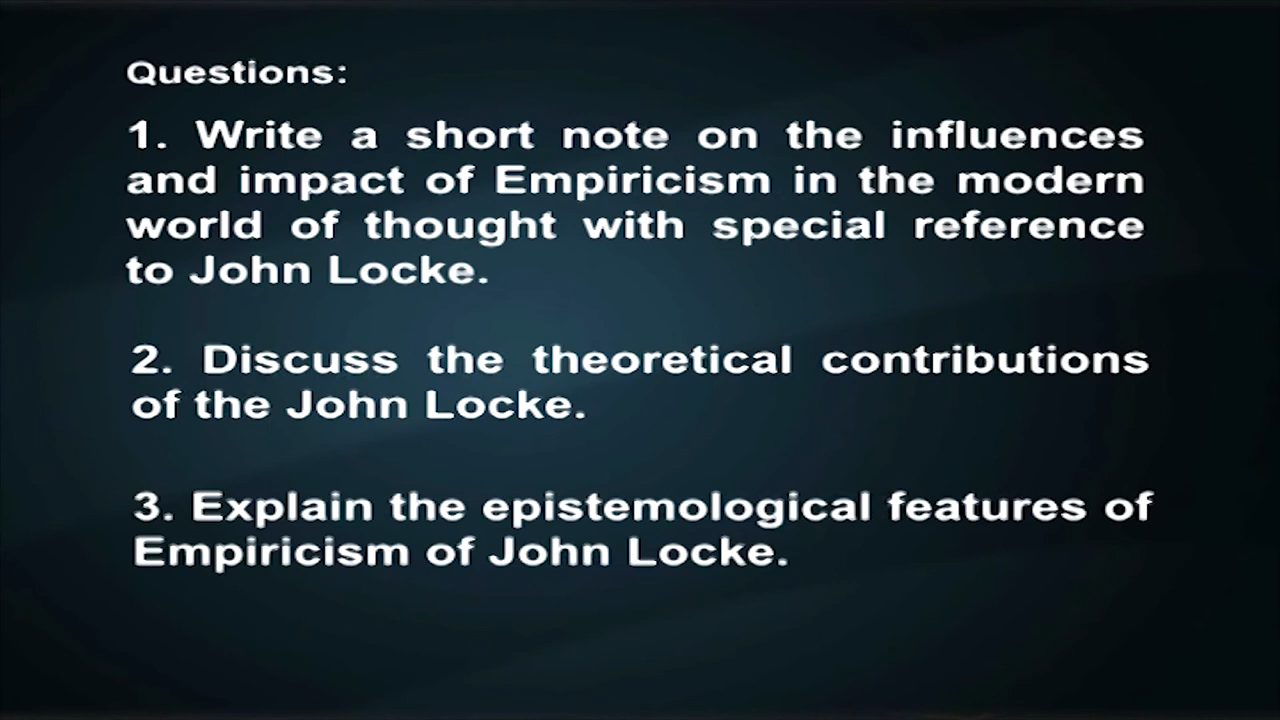 Questions:
1. Write a short note on the influences
and impact of Empiricism in the modern
world of thought with special reference
to John Locke.
2. Discuss the theoretical contributions
of the John Locke.
3. Explain the epistemological features of
Empiricism of John Locke.